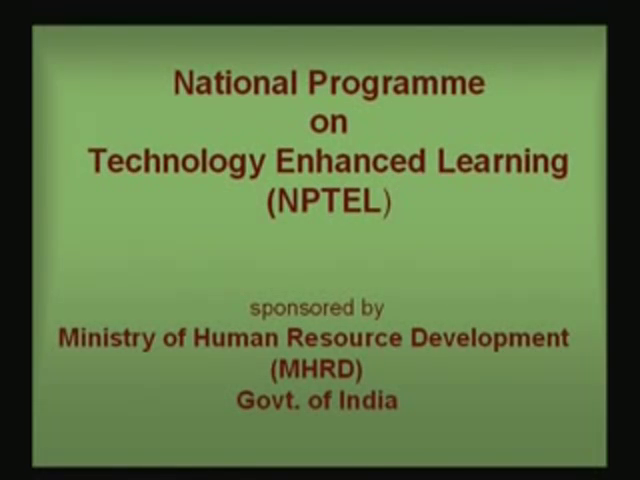 National Programme
on
Technology Enhanced Learning
(NPTEL)
sponsored by
Ministry of Human Resource Development
(MHRD)
Govt. of India